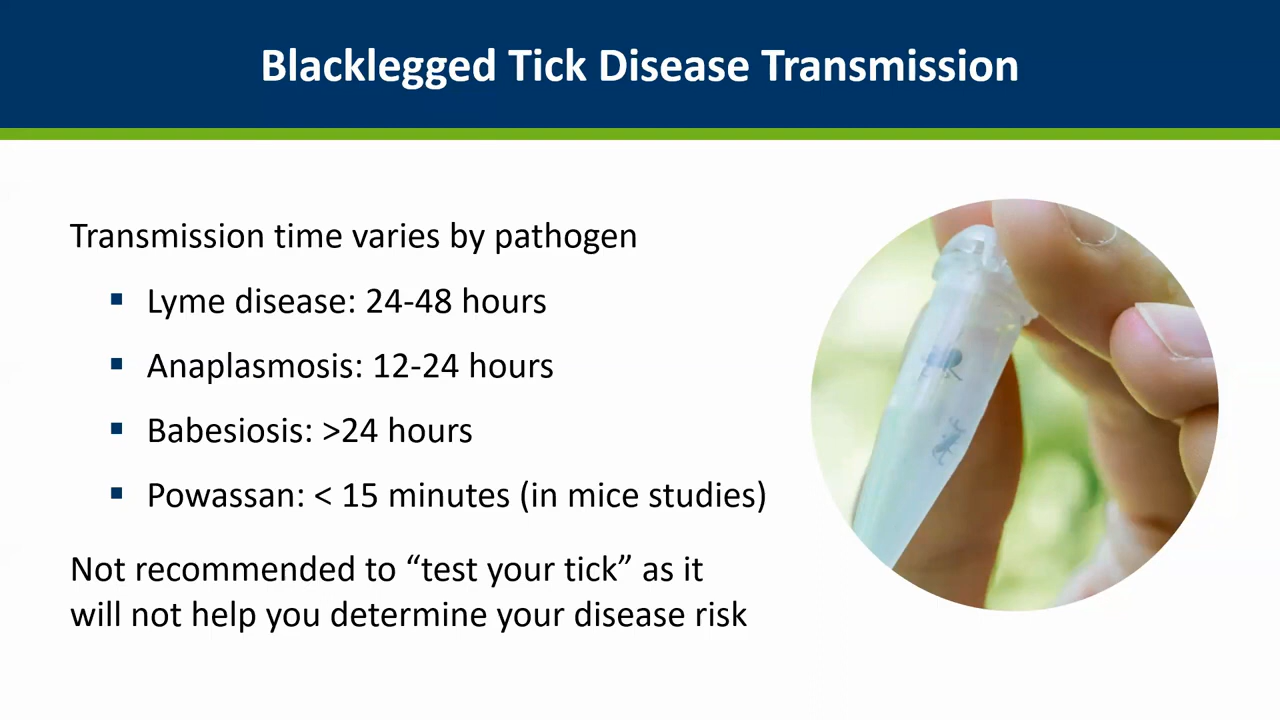 Blacklegged Tick Disease Transmission
Transmission time varies by pathogen
▪ Lyme disease: 24-48 hours
▪ Anaplasmosis: 12-24 hours
▪ Babesiosis: >24 hours
▪ Powassan: < 15 minutes (in mice studies)
Not recommended to “test your tick” as it
will not help you determine your disease risk